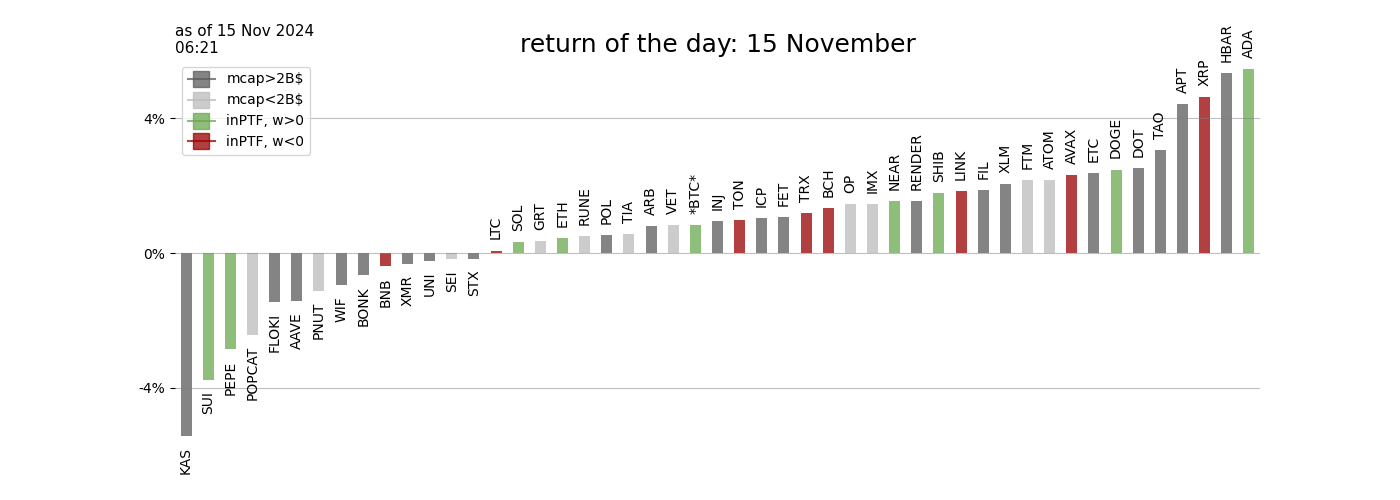 as of 15 Nov 2024
06:21
return of the day: 15 November
mcap>2B$
mcap<2B$
inPTF, w>0
inPTF, w<0
4%
0%
-4%
KAS
SUI
PEPE
POPCAT
FLOKI
AAVE
PNUT
WIF
BONK
BNB
XMR
UNI
SEI
STX
LTC
SOL
GRT
ETH
RUNE
POL
TIA
ARB
VET
*BTC*
INJ
TON
ICP
FET
TRX
BCH
OP
IMX
NEAR
RENDER
SHIB
LINK
FIL
XLM
FTM
ATOM
AVAX
ETC
DOGE
DOT
TAO
APT
XRP
HBAR
ADA